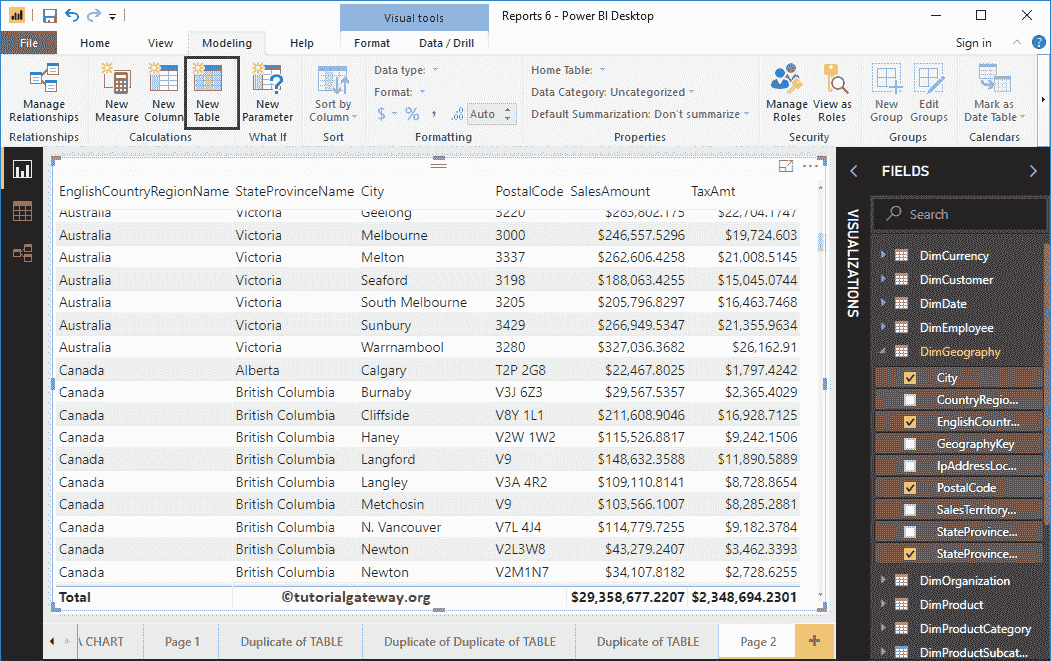 Visual tools
Reports 6 - Power BI Desktop
File Home View Modeling Help Format Data / Drill Sign in
Manage Relationships
New Measure
New Column
New Table
New Parameter
Sort by Column
Data type:
Format:
$ % , .00 Auto
Home Table:
Data Category: Uncategorized
Default Summarization: Don't summarize
Manage Roles
View as Roles
New Group
Edit Groups
Mark as Date Table
Relationships Calculations What If Sort Formatting Properties Security Groups Calendars
EnglishCountryRegionName StateProvinceName City PostalCode SalesAmount TaxAmt
Australia Victoria Geelong 3220 $283,802.175 $22,704.1747
Australia Victoria Melbourne 3000 $246,557.5296 $19,724.603
Australia Victoria Melton 3337 $262,606.4258 $21,008.5145
Australia Victoria Seaford 3198 $188,063.4255 $15,045.0744
Australia Victoria South Melbourne 3205 $205,796.8297 $16,463.7468
Australia Victoria Sunbury 3429 $266,949.5347 $21,355.9634
Australia Victoria Warrnambool 3280 $327,036.3682 $26,162.91
Canada Alberta Calgary T2P 2G8 $22,467.8025 $1,797.4242
Canada British Columbia Burnaby V3J 6Z3 $29,567.5357 $2,365.4029
Canada British Columbia Cliffside V8Y 1L1 $211,608.9046 $16,928.7125
Canada British Columbia Haney V2W 1W2 $115,526.8817 $9,242.1506
Canada British Columbia Langford V9 $148,632.3588 $11,890.5889
Canada British Columbia Langley V3A 4R2 $109,110.8141 $8,728.8654
Canada British Columbia Metchosin V9 $103,566.1007 $8,285.2881
Canada British Columbia N. Vancouver V7L 4J4 $114,779.7255 $9,182.3784
Canada British Columbia Newton V2L3W8 $43,279.2407 $3,462.3393
Canada British Columbia Newton V2M1N7 $34,107.8182 $2,728.6255
Total ©tutorialgateway.org $29,358,677.2207 $2,348,694.2301
VISUALIZATIONS
FIELDS
Search
DimCurrency
DimCustomer
DimDate
DimEmployee
DimGeography
City
CountryRegio...
EnglishCountr...
GeographyKey
IpAddressLoc...
PostalCode
SalesTerritory...
StateProvince...
StateProvince...
DimOrganization
DimProduct
DimProductCategory
DimProductSubcat...
CHART Page 1 Duplicate of TABLE Duplicate of Duplicate of TABLE Duplicate of TABLE Page 2 +